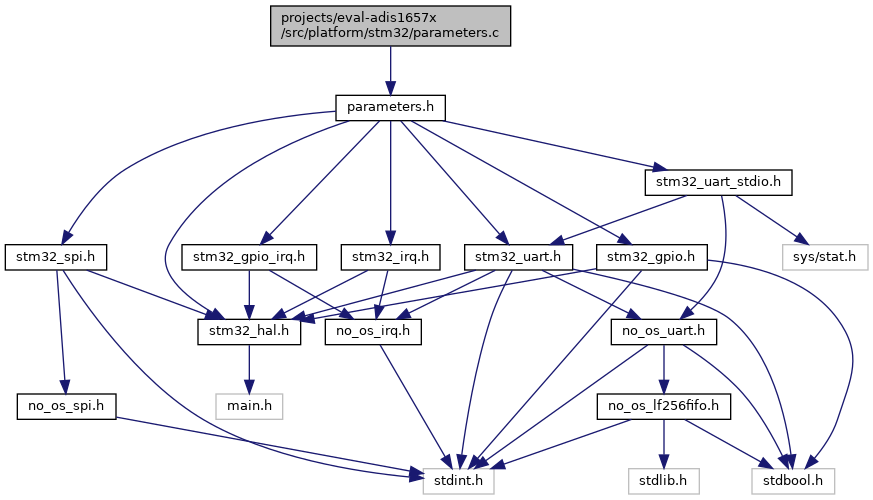 projects/eval-adis1657x
/src/platform/stm32/parameters.c
parameters.h
stm32_uart_stdio.h
stm32_spi.h
stm32_gpio_irq.h
stm32_irq.h
stm32_uart.h
stm32_gpio.h
sys/stat.h
stm32_hal.h
no_os_irq.h
no_os_uart.h
no_os_spi.h
main.h
no_os_lf256fifo.h
stdint.h
stdlib.h
stdbool.h